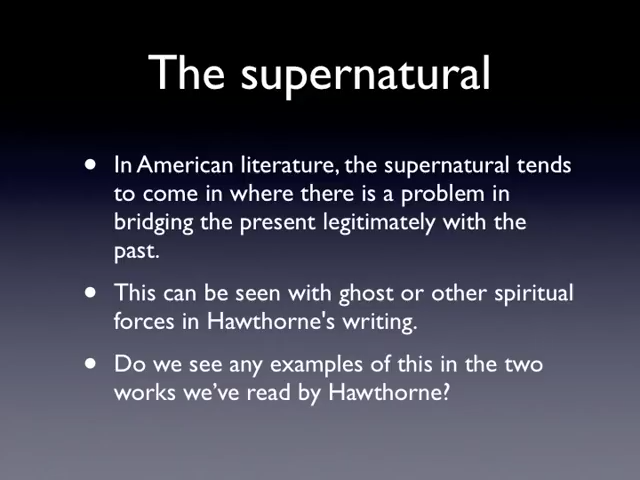 The supernatural
• In American literature, the supernatural tends
to come in where there is a problem in
bridging the present legitimately with the
past.
• This can be seen with ghost or other spiritual
forces in Hawthorne's writing.
• Do we see any examples of this in the two
works we’ve read by Hawthorne?